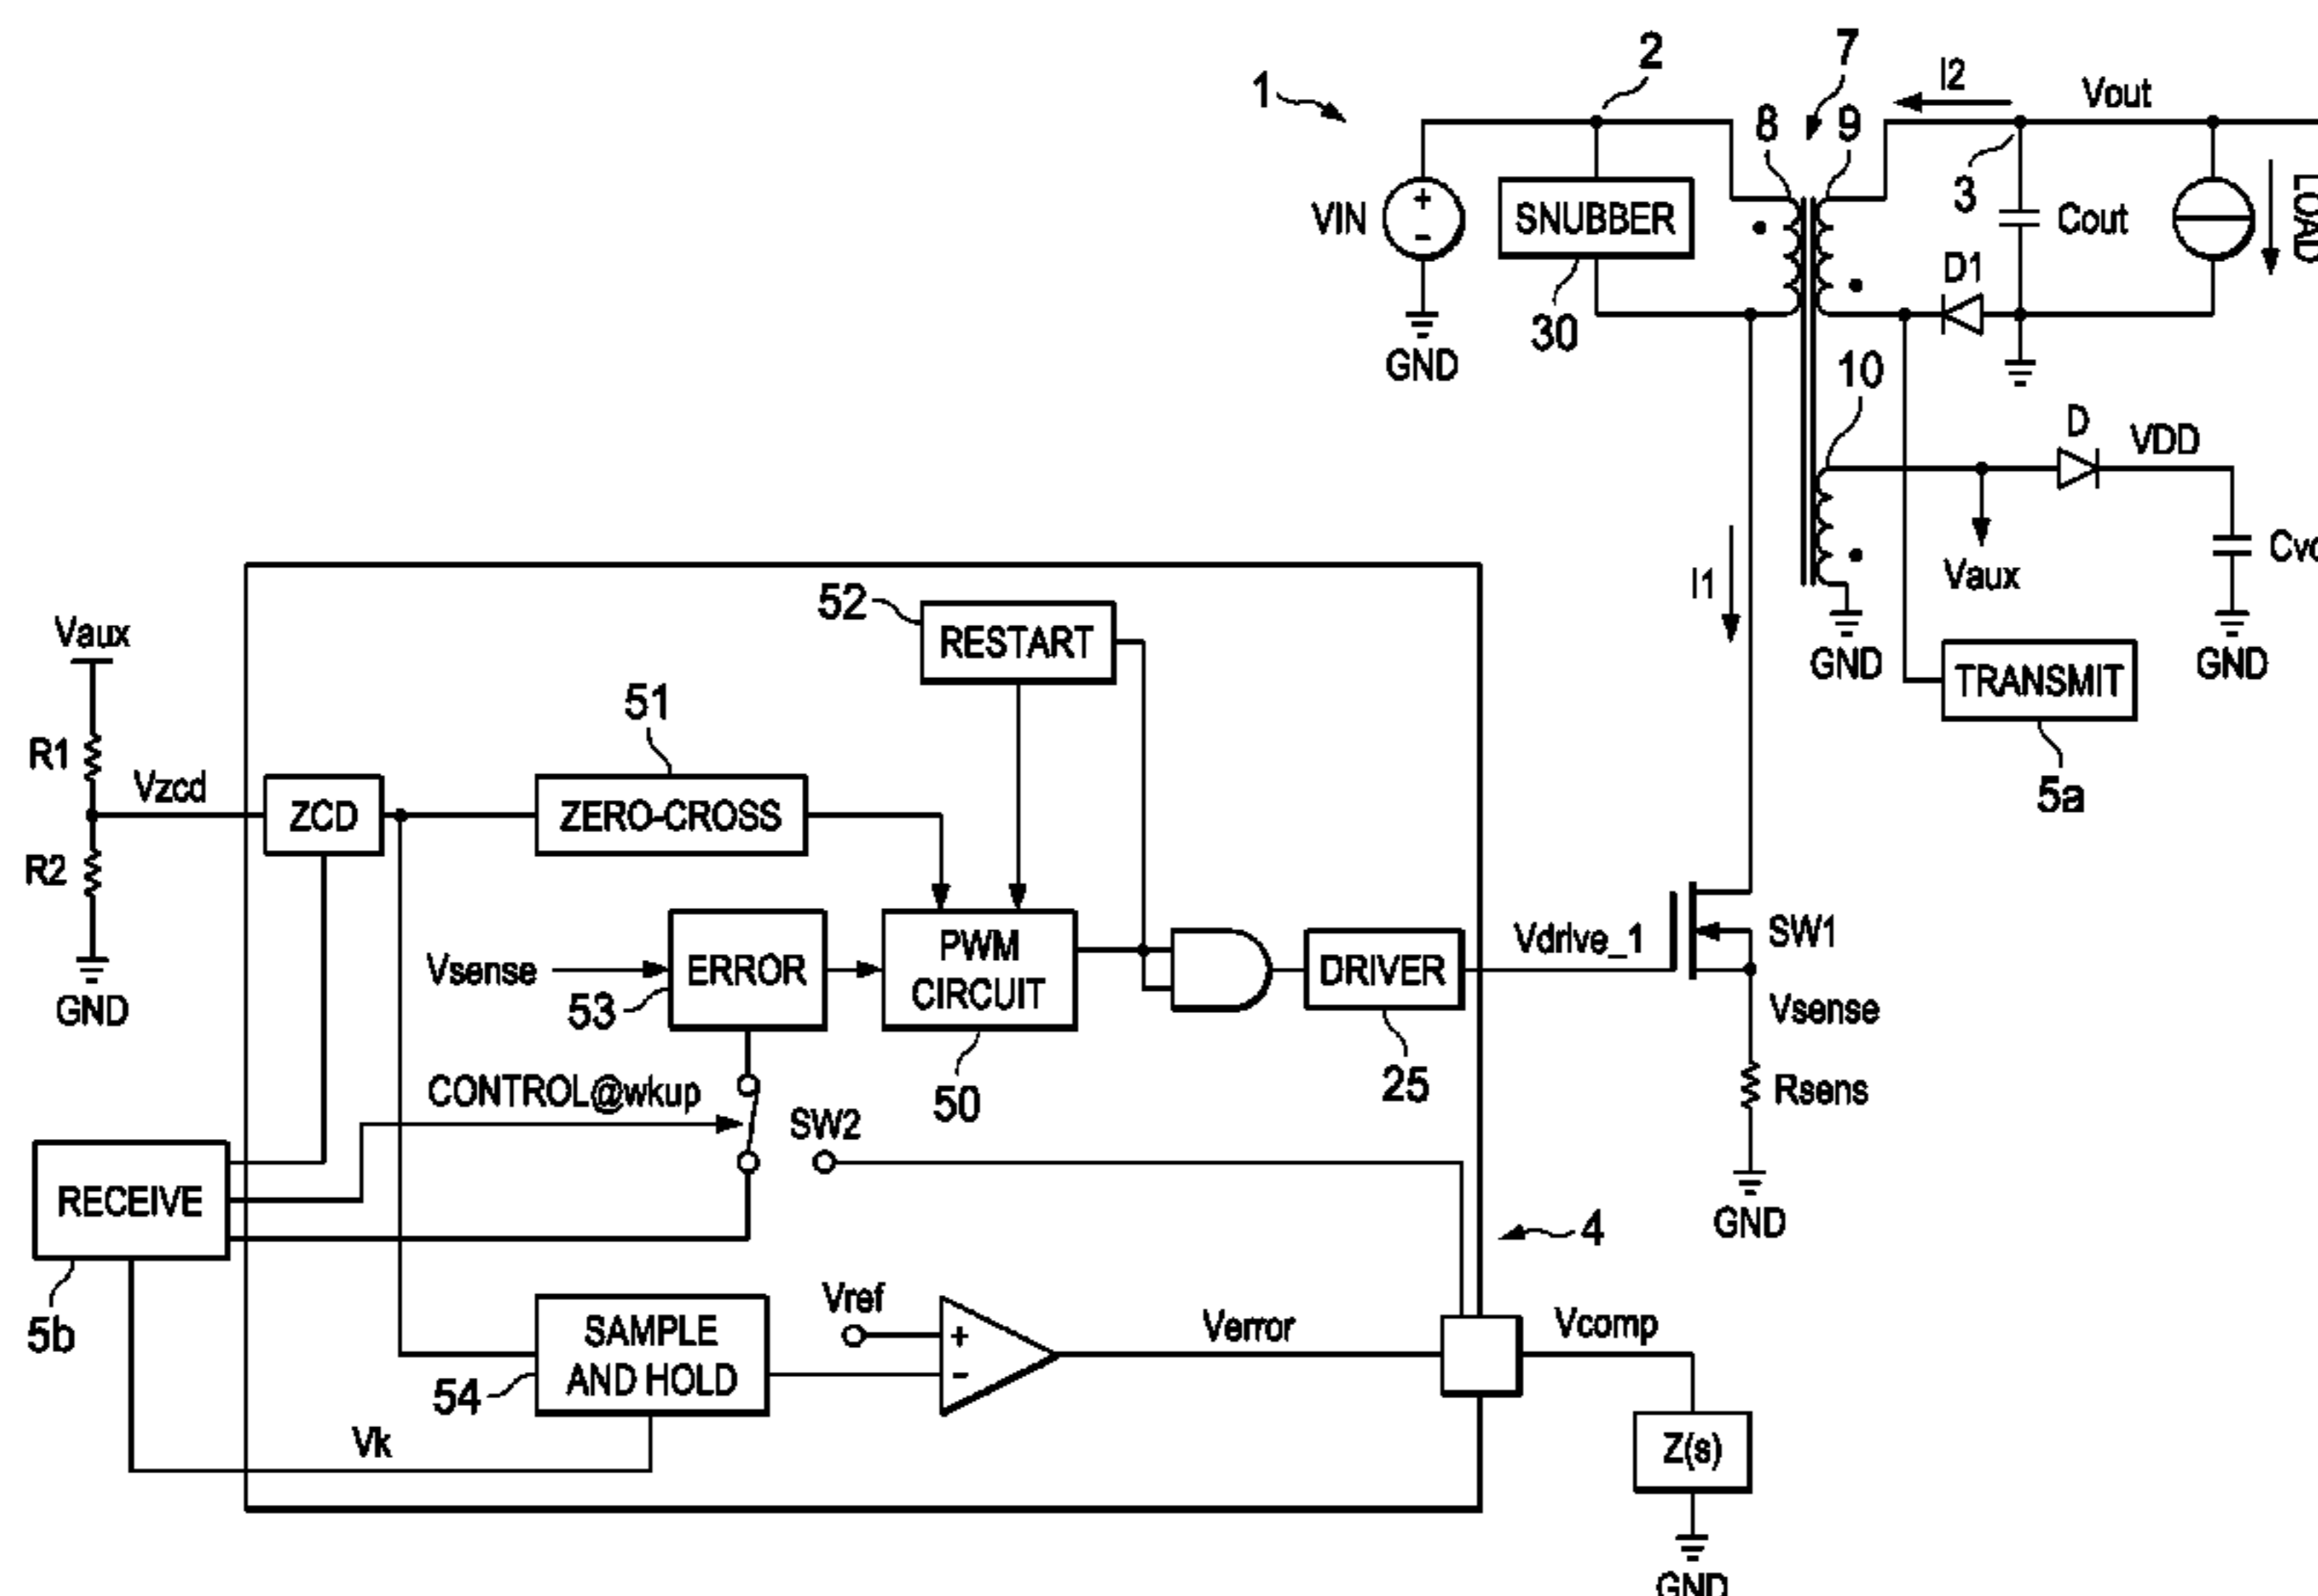 1
2
7
I2
Vout
8
9
VIN
+
-
SNUBBER
3
Cout
LOAD
D1
30
GND
10
D
VDD
Vaux
I1
GND
GND
TRANSMIT
5a
52
RESTART
Vaux
51
R1
Vzcd
ZCD
ZERO-CROSS
R2
GND
Vsense
ERROR
53
PWM
CIRCUIT
50
DRIVER
25
Vdrive_1
SW1
Vsense
Rsens
GND
CONTROL@wkup
SW2
RECEIVE
5b
4
SAMPLE
AND HOLD
54
Vref
+
-
Verror
Vcomp
Vk
Z(s)
GND